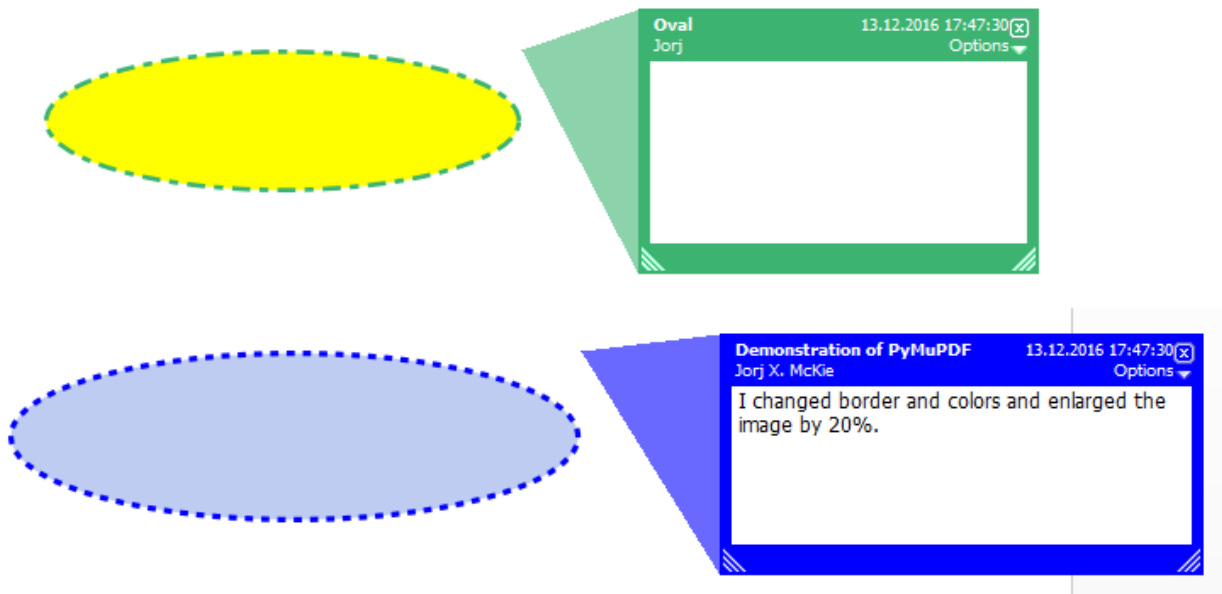 Oval 13.12.2016 17:47:30
Jorj Options
Demonstration of PyMuPDF 13.12.2016 17:47:30
Jorj X. McKie Options
I changed border and colors and enlarged the
image by 20%.